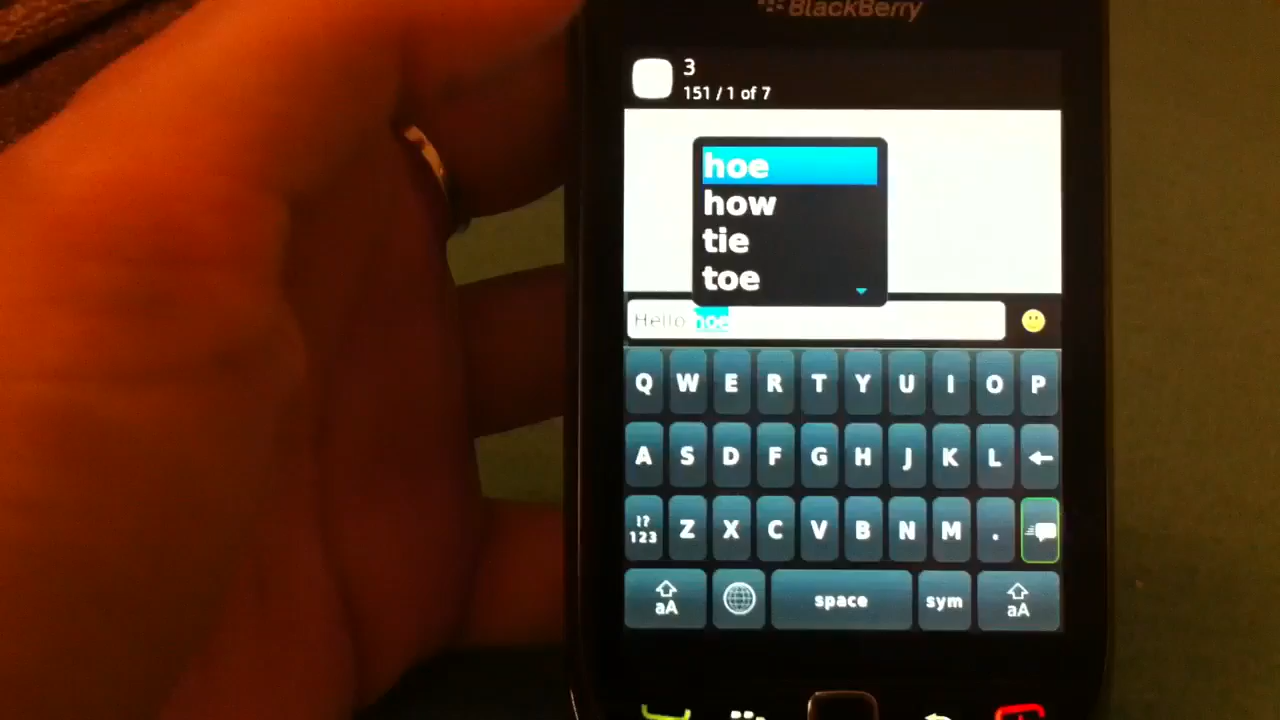 BlackBerry
3
151 / 1 of 7
hoe
how
tie
toe
Hello hoe
Q W E R T Y U I O P
A S D F G H J K L
!?
123 Z X C V B N M .
aA space sym aA